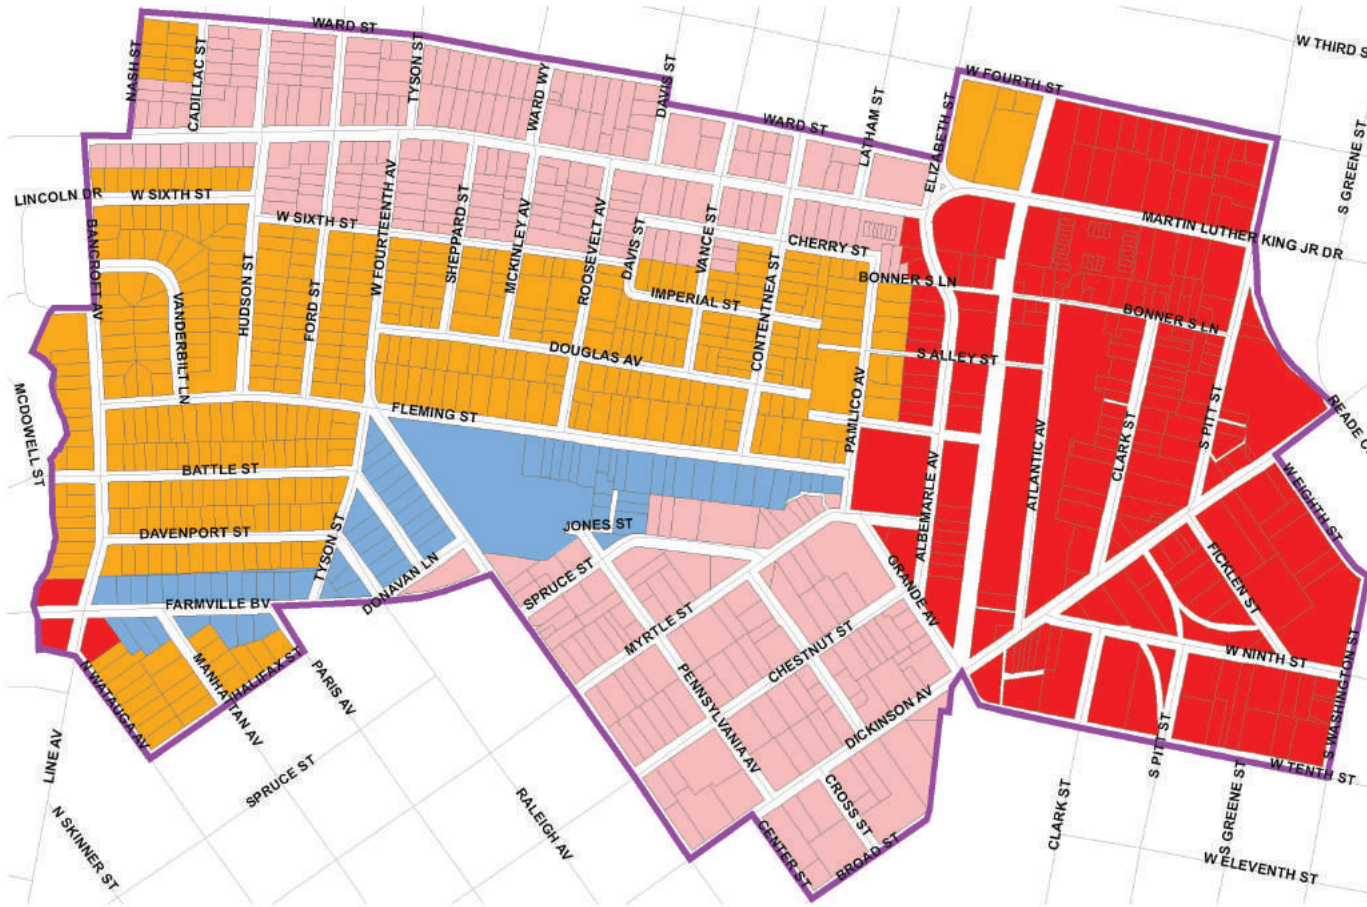 WARD ST
W THIRD S
NASH ST
CADILLAC ST
TYSON ST
WARD WY
DAVIS ST
W FOURTH ST
WARD ST
LATHAM ST
ELIZABETH ST
S GREENE ST
LINCOLN DR
W SIXTH ST
W SIXTH ST
W FOURTEENTH AV
SHEPPARD ST
MCKINLEY AV
ROOSEVELT AV
DAVIS ST
VANCE ST
CHERRY ST
MARTIN LUTHER KING JR DR
BANCROFT AV
VANDERBILT LN
HUDSON ST
FORD ST
IMPERIAL ST
CONTENTNEA ST
BONNER S LN
BONNER S LN
DOUGLAS AV
S ALLEY ST
MCDOWELL ST
FLEMING ST
PAMLICO AV
ALBEMARLE AV
ATLANTIC AV
CLARK ST
S PITT ST
READE C
BATTLE ST
W EIGHTH ST
DAVENPORT ST
TYSON ST
JONES ST
DONAVAN LN
SPRUCE ST
GRANDE AV
FICKLEN ST
FARMVILLE BV
MYRTLE ST
CHESTNUT ST
W NINTH ST
N WATAUGA AV
MANHATTAN AV
HALIFAX ST
PARIS AV
PENNSYLVANIA AV
DICKINSON AV
S WASHINGTON ST
S PITT ST
W TENTH ST
LINE AV
SPRUCE ST
RALEIGH AV
CROSS ST
CENTER ST
BROAD ST
CLARK ST
S GREENE ST
N SKINNER ST
W ELEVENTH ST